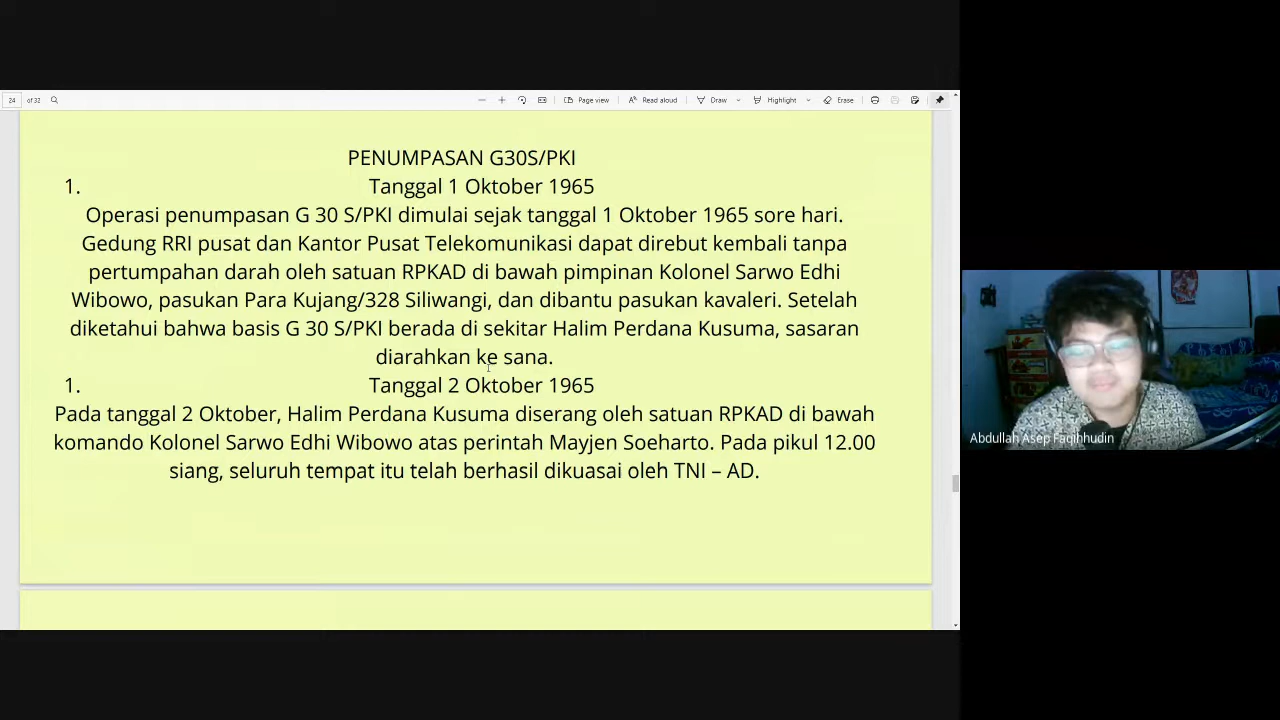 24 of 32 Page view Read aloud Draw Highlight Erase
PENUMPASAN G30S/PKI
1. Tanggal 1 Oktober 1965
Operasi penumpasan G 30 S/PKI dimulai sejak tanggal 1 Oktober 1965 sore hari.
Gedung RRI pusat dan Kantor Pusat Telekomunikasi dapat direbut kembali tanpa
pertumpahan darah oleh satuan RPKAD di bawah pimpinan Kolonel Sarwo Edhi
Wibowo, pasukan Para Kujang/328 Siliwangi, dan dibantu pasukan kavaleri. Setelah
diketahui bahwa basis G 30 S/PKI berada di sekitar Halim Perdana Kusuma, sasaran
diarahkan ke sana.
1. Tanggal 2 Oktober 1965
Pada tanggal 2 Oktober, Halim Perdana Kusuma diserang oleh satuan RPKAD di bawah
komando Kolonel Sarwo Edhi Wibowo atas perintah Mayjen Soeharto. Pada pikul 12.00
siang, seluruh tempat itu telah berhasil dikuasai oleh TNI – AD.
Abdullah Asep Faqihhudin